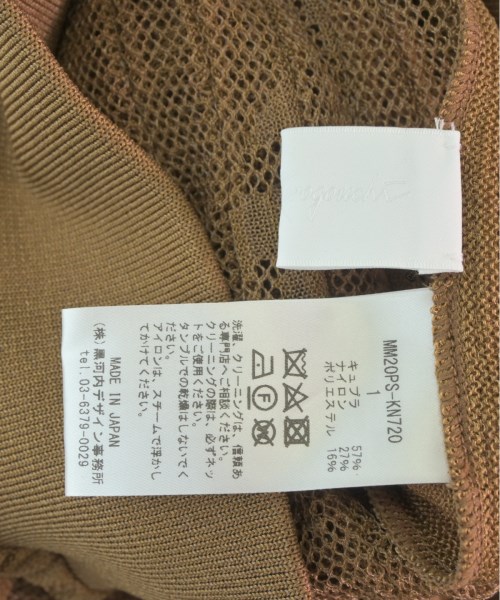 MM20PS-KN720
1
キュプラ 57%
ナイロン 27%
ポリエステル 16%
洗濯、クリーニングは、信頼あ
る専門店へご相談ください。
クリーニングの際は、必ずネッ
トをご使用ください。
タンブルでの乾燥はしないでく
ださい。
アイロンは、スチームで浮かし
てかけてください。
MADE IN JAPAN
(株)黒河内デザイン事務所
tel. 03-6379-0029